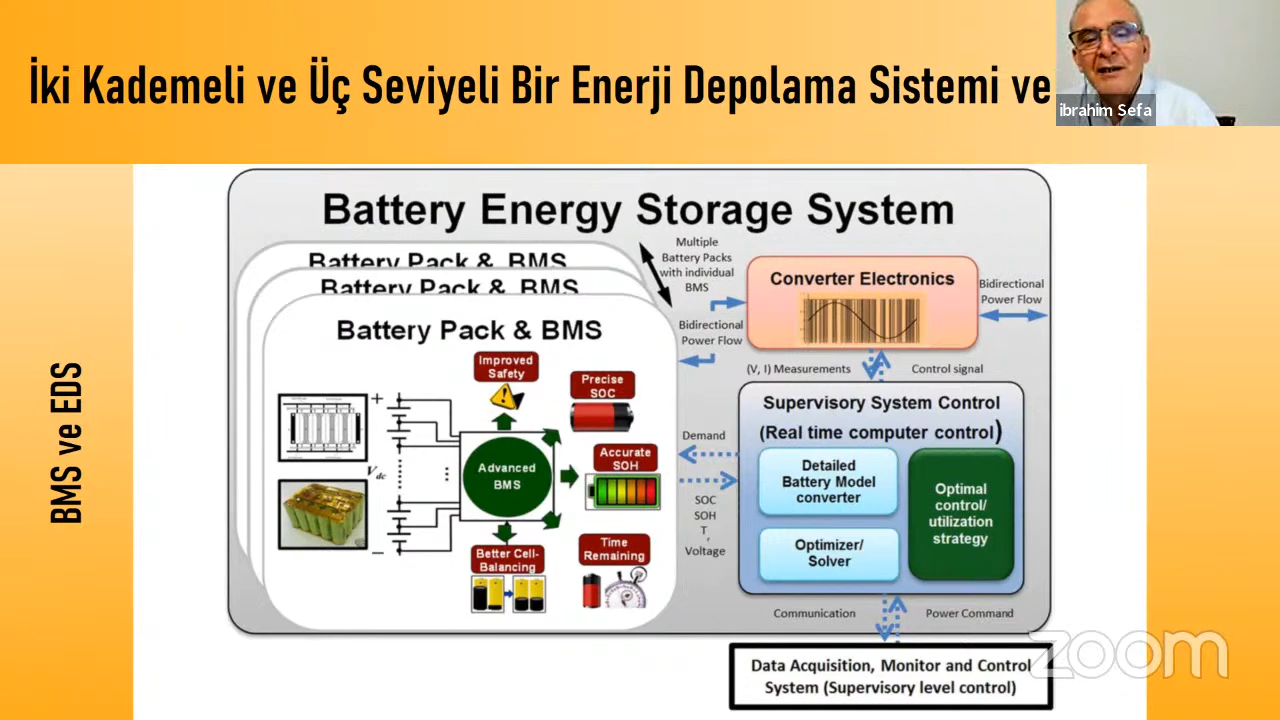 İki Kademeli ve Üç Seviyeli Bir Enerji Depolama Sistemi ve
ibrahim Sefa
BMS ve EDS
Battery Energy Storage System
Battery Pack & BMS
Battery Pack & BMS
Battery Pack & BMS
Multiple
Battery Packs
with individual
BMS
Bidirectional
Power Flow
Converter Electronics
Bidirectional
Power Flow
(V, I) Measurements
Control signal
Improved
Safety
Precise
SOC
Accurate
SOH
Time
Remaining
Better Cell-
Balancing
Advanced
BMS
+
Vdc
−
Demand
SOC
SOH
T,
Voltage
Supervisory System Control
(Real time computer control)
Detailed
Battery Model
converter
Optimizer/
Solver
Optimal
control/
utilization
strategy
Communication
Power Command
Data Acquisition, Monitor and Control
System (Supervisory level control)
zoom